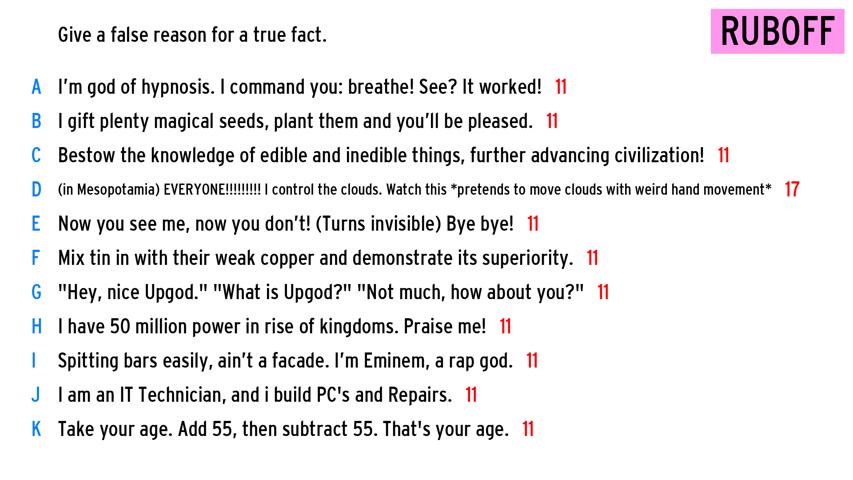 Give a false reason for a true fact.
RUBOFF
A I'm god of hypnosis. I command you: breathe! See? It worked! 11
B I gift plenty magical seeds, plant them and you'll be pleased. 11
C Bestow the knowledge of edible and inedible things, further advancing civilization! 11
D (in Mesopotamia) EVERYONE!!!!!!!!! I control the clouds. Watch this *pretends to move clouds with weird hand movement* 17
E Now you see me, now you don't! (Turns invisible) Bye bye! 11
F Mix tin in with their weak copper and demonstrate its superiority. 11
G "Hey, nice Upgod." "What is Upgod?" "Not much, how about you?" 11
H I have 50 million power in rise of kingdoms. Praise me! 11
I Spitting bars easily, ain't a facade. I'm Eminem, a rap god. 11
J I am an IT Technician, and i build PC's and Repairs. 11
K Take your age. Add 55, then subtract 55. That's your age. 11